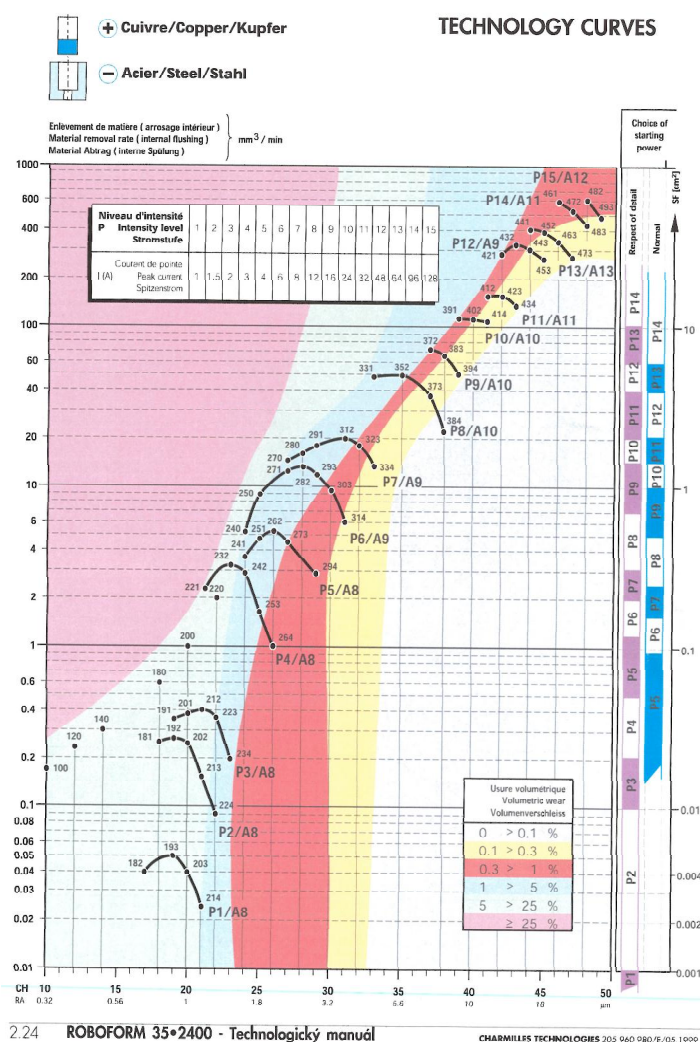 TECHNOLOGY CURVES
+ Cuivre/Copper/Kupfer
− Acier/Steel/Stahl
Enlèvement de matière ( arrosage intérieur )
Material removal rate ( internal flushing )
Material Abtrag ( interne Spülung )
mm³ / min
Choice of
starting
power
SF [cm²]
Respect of detail
Normal
Niveau d'intensité
P Intensity level
Stromstufe
1 2 3 4 5 6 7 8 9 10 11 12 13 14 15
Courant de pointe
I (A) Peak current
Spitzenstrom
1 1.5 2 3 4 6 8 12 16 24 32 48 64 96 128
1000
600
400
200
100
60
40
20
10
6
4
2
1
0.6
0.4
0.2
0.1
0.08
0.06
0.05
0.04
0.03
0.02
0.01
P15/A12
461 482
P14/A11 472 493
441 452 463 483
P12/A9 432 443 473
421 453 P13/A13
412 423
391 402 414 434 P11/A11
P10/A10
372 383
331 352 394 P9/A10
373
384 P8/A10
270 280 291 312 323
334 P7/A9
250 271 282 293 303
314 P6/A9
240 241 251 262 273
294 P5/A8
221 220 232 242
253
264 P4/A8
200
180
191 201 212 223
234 P3/A8
140
120
100
181 192 202
213
224 P2/A8
182 193 203
214 P1/A8
P14
P13
P12
P11
P10
P9
P8
P7
P6
P5
P4
P3
P2
P1
P14
P13
P12
P11
P10
P9
P8
P7
P6
P5
10
1
0.1
0.01
0.004
0.002
0.001
Usure volumétrique
Volumetric wear
Volumenverschleiss
0 > 0.1 %
0.1 > 0.3 %
0.3 > 1 %
1 > 5 %
5 > 25 %
≥ 25 %
CH 10 15 20 25 30 35 40 45 50
RA 0.32 0.56 1 1.8 3.2 5.6 10 18 µm
2.24 ROBOFORM 35•2400 - Technologický manuál
CHARMILLES TECHNOLOGIES 205 960 980/E/05.1999